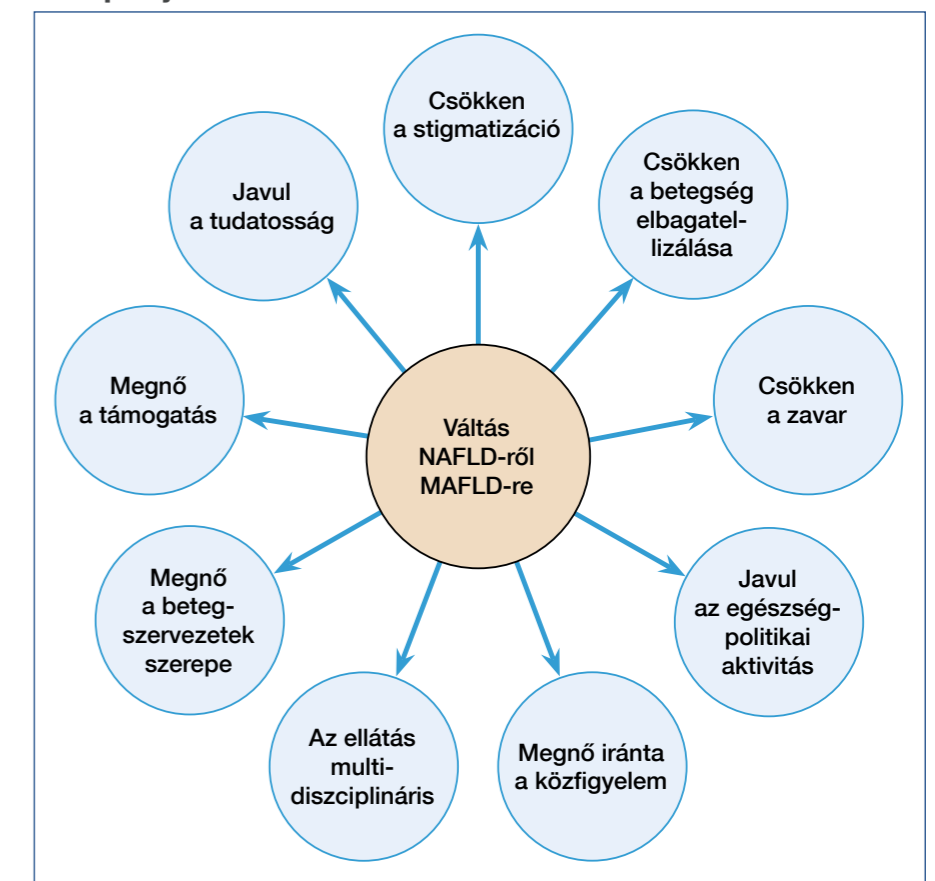 Csökken
a stigmatizáció
Csökken
a betegség
elbagatel-
lizálása
Javul
a tudatosság
Megnő
a támogatás
Csökken
a zavar
Váltás
NAFLD-ről
MAFLD-re
Megnő
a beteg-
szervezetek
szerepe
Javul
az egészség-
politikai
aktivitás
Az ellátás
multi-
diszciplináris
Megnő iránta
a közfigyelem